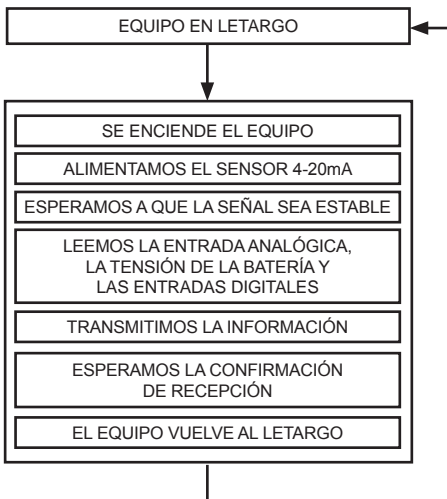 EQUIPO EN LETARGO
SE ENCIENDE EL EQUIPO
ALIMENTAMOS EL SENSOR 4-20mA
ESPERAMOS A QUE LA SEÑAL SEA ESTABLE
LEEMOS LA ENTRADA ANALÓGICA,
LA TENSIÓN DE LA BATERÍA Y
LAS ENTRADAS DIGITALES
TRANSMITIMOS LA INFORMACIÓN
ESPERAMOS LA CONFIRMACIÓN
DE RECEPCIÓN
EL EQUIPO VUELVE AL LETARGO